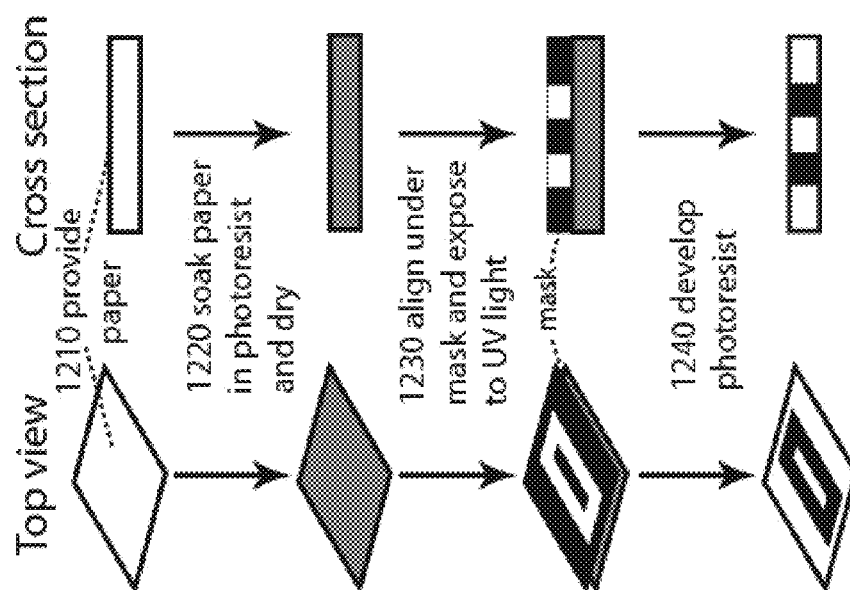 Top view
Cross section
1210 provide
paper
1220 soak paper
in photoresist
and dry
1230 align under
mask and expose
to UV light
mask
1240 develop
photoresist